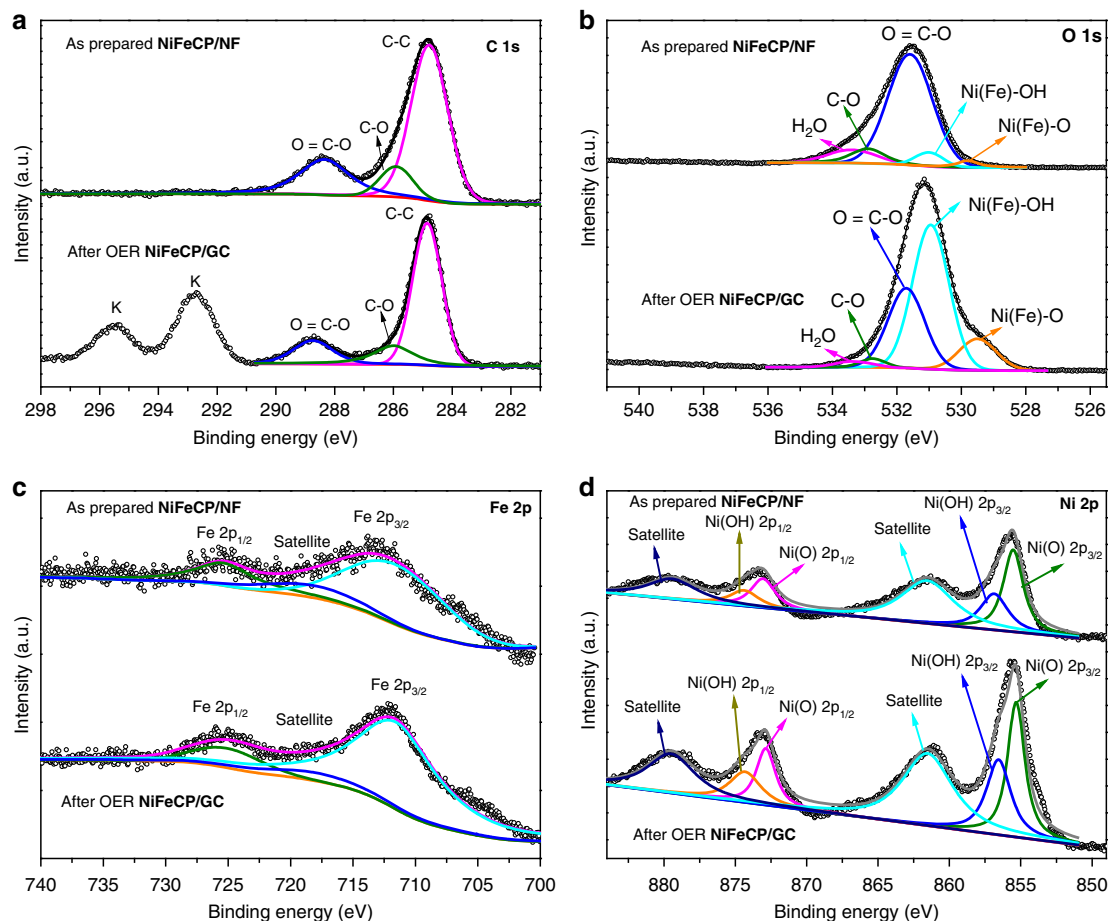 a
As prepared NiFeCP/NF
C 1s
C-C
C-O
O = C-O
C-C
After OER NiFeCP/GC
K
K
C-O
O = C-O
Intensity (a.u.)
298 296 294 292 290 288 286 284 282
Binding energy (eV)
b
As prepared NiFeCP/NF
O 1s
O = C-O
C-O
H2O
Ni(Fe)-OH
Ni(Fe)-O
O = C-O
Ni(Fe)-OH
After OER NiFeCP/GC
C-O
H2O
Ni(Fe)-O
Intensity (a.u.)
540 538 536 534 532 530 528 526
Binding energy (eV)
c
As prepared NiFeCP/NF
Fe 2p
Fe 2p1/2
Satellite
Fe 2p3/2
Fe 2p1/2
Satellite
Fe 2p3/2
After OER NiFeCP/GC
Intensity (a.u.)
740 735 730 725 720 715 710 705 700
Binding energy (eV)
d
As prepared NiFeCP/NF
Ni 2p
Satellite
Ni(OH) 2p1/2
Ni(O) 2p1/2
Satellite
Ni(OH) 2p3/2
Ni(O) 2p3/2
Satellite
Ni(OH) 2p1/2
Ni(O) 2p1/2
Satellite
Ni(OH) 2p3/2
Ni(O) 2p3/2
After OER NiFeCP/GC
Intensity (a.u.)
880 875 870 865 860 855 850
Binding energy (eV)